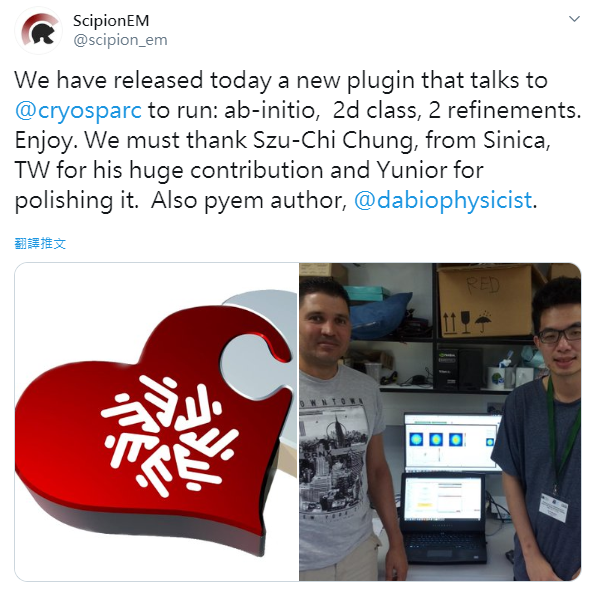 ScipionEM
@scipion_em
We have released today a new plugin that talks to
@cryosparc to run: ab-initio,  2d class, 2 refinements.
Enjoy. We must thank Szu-Chi Chung, from Sinica,
TW for his huge contribution and Yunior for
polishing it.  Also pyem author, @dabiophysicist.
翻譯推文
RED